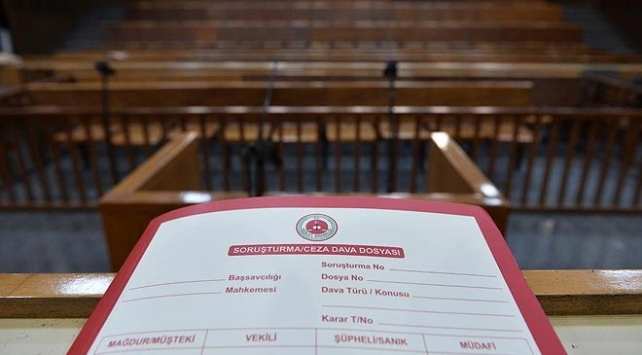 SORUŞTURMA/CEZA DAVA DOSYASI
Başsavcılığı
Mahkemesi
Soruşturma No
Dosya No
Dava Türü / Konusu
Karar T/No
MAĞDUR/MÜŞTEKİ VEKİLİ ŞÜPHELİ/SANIK MÜDAFİ